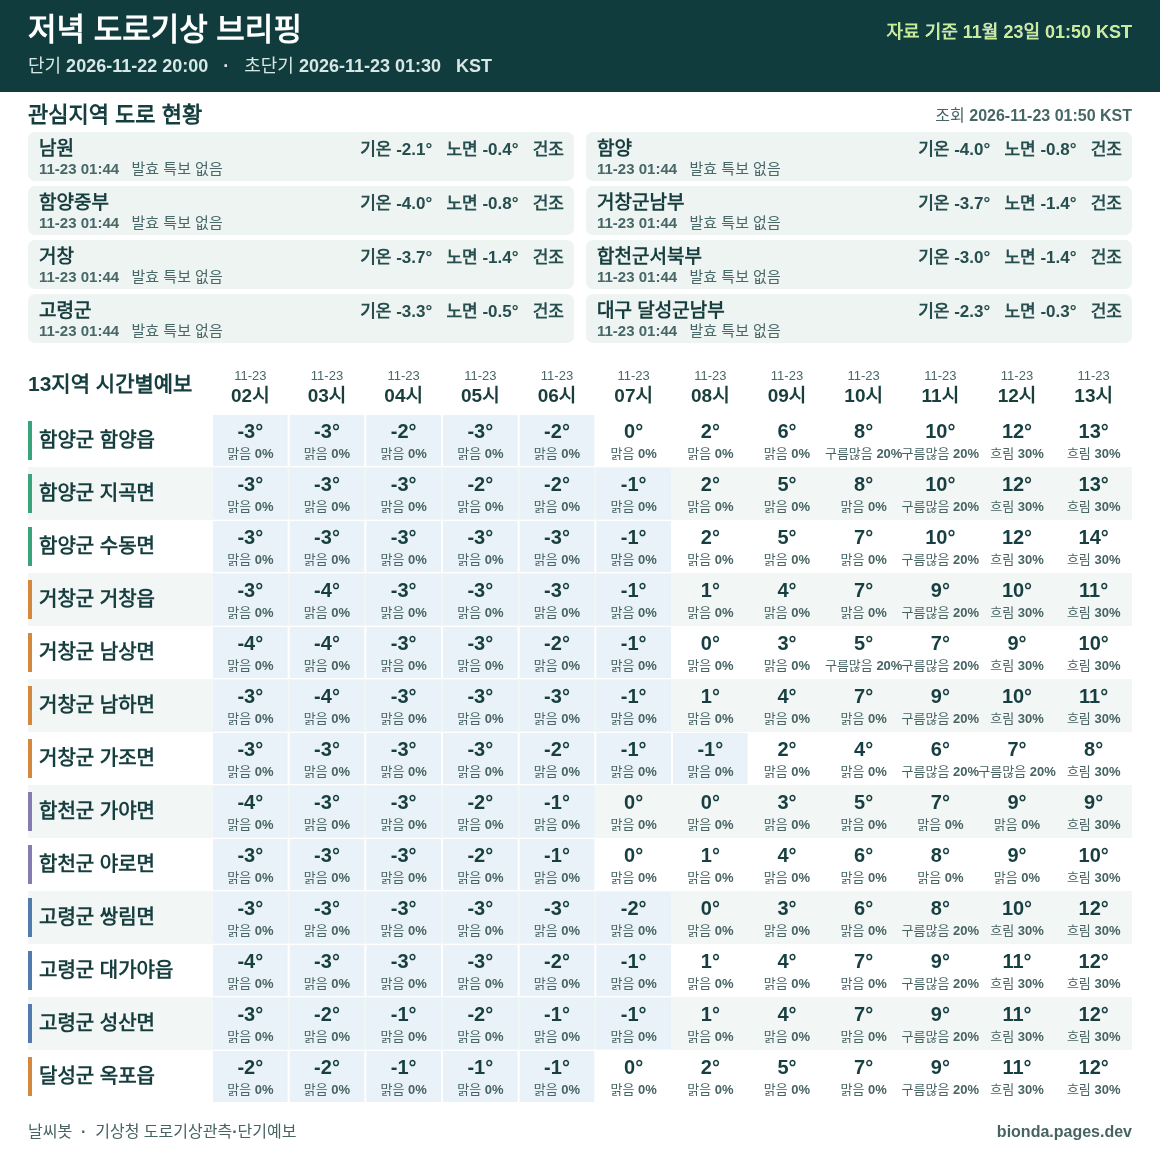 저녁 도로기상 브리핑
자료 기준 11월 23일 01:50 KST
단기 2026-11-22 20:00 · 초단기 2026-11-23 01:30 KST
관심지역 도로 현황
조회 2026-11-23 01:50 KST
남원 기온 -2.1° 노면 -0.4° 건조
11-23 01:44 발효 특보 없음
함양 기온 -4.0° 노면 -0.8° 건조
11-23 01:44 발효 특보 없음
함양중부 기온 -4.0° 노면 -0.8° 건조
11-23 01:44 발효 특보 없음
거창군남부 기온 -3.7° 노면 -1.4° 건조
11-23 01:44 발효 특보 없음
거창 기온 -3.7° 노면 -1.4° 건조
11-23 01:44 발효 특보 없음
합천군서북부 기온 -3.0° 노면 -1.4° 건조
11-23 01:44 발효 특보 없음
고령군 기온 -3.3° 노면 -0.5° 건조
11-23 01:44 발효 특보 없음
대구 달성군남부 기온 -2.3° 노면 -0.3° 건조
11-23 01:44 발효 특보 없음
13지역 시간별예보
11-23 11-23 11-23 11-23 11-23 11-23 11-23 11-23 11-23 11-23 11-23 11-23
02시 03시 04시 05시 06시 07시 08시 09시 10시 11시 12시 13시
함양군 함양읍
-3° -3° -2° -3° -2° 0° 2° 6° 8° 10° 12° 13°
맑음 0% 맑음 0% 맑음 0% 맑음 0% 맑음 0% 맑음 0% 맑음 0% 맑음 0% 구름많음 20% 구름많음 20% 흐림 30% 흐림 30%
함양군 지곡면
-3° -3° -3° -2° -2° -1° 2° 5° 8° 10° 12° 13°
맑음 0% 맑음 0% 맑음 0% 맑음 0% 맑음 0% 맑음 0% 맑음 0% 맑음 0% 맑음 0% 구름많음 20% 흐림 30% 흐림 30%
함양군 수동면
-3° -3° -3° -3° -3° -1° 2° 5° 7° 10° 12° 14°
맑음 0% 맑음 0% 맑음 0% 맑음 0% 맑음 0% 맑음 0% 맑음 0% 맑음 0% 맑음 0% 구름많음 20% 흐림 30% 흐림 30%
거창군 거창읍
-3° -4° -3° -3° -3° -1° 1° 4° 7° 9° 10° 11°
맑음 0% 맑음 0% 맑음 0% 맑음 0% 맑음 0% 맑음 0% 맑음 0% 맑음 0% 맑음 0% 구름많음 20% 흐림 30% 흐림 30%
거창군 남상면
-4° -4° -3° -3° -2° -1° 0° 3° 5° 7° 9° 10°
맑음 0% 맑음 0% 맑음 0% 맑음 0% 맑음 0% 맑음 0% 맑음 0% 맑음 0% 구름많음 20% 구름많음 20% 흐림 30% 흐림 30%
거창군 남하면
-3° -4° -3° -3° -3° -1° 1° 4° 7° 9° 10° 11°
맑음 0% 맑음 0% 맑음 0% 맑음 0% 맑음 0% 맑음 0% 맑음 0% 맑음 0% 맑음 0% 구름많음 20% 흐림 30% 흐림 30%
거창군 가조면
-3° -3° -3° -3° -2° -1° -1° 2° 4° 6° 7° 8°
맑음 0% 맑음 0% 맑음 0% 맑음 0% 맑음 0% 맑음 0% 맑음 0% 맑음 0% 맑음 0% 구름많음 20% 구름많음 20% 흐림 30%
합천군 가야면
-4° -3° -3° -2° -1° 0° 0° 3° 5° 7° 9° 9°
맑음 0% 맑음 0% 맑음 0% 맑음 0% 맑음 0% 맑음 0% 맑음 0% 맑음 0% 맑음 0% 맑음 0% 맑음 0% 흐림 30%
합천군 야로면
-3° -3° -3° -2° -1° 0° 1° 4° 6° 8° 9° 10°
맑음 0% 맑음 0% 맑음 0% 맑음 0% 맑음 0% 맑음 0% 맑음 0% 맑음 0% 맑음 0% 맑음 0% 맑음 0% 흐림 30%
고령군 쌍림면
-3° -3° -3° -3° -3° -2° 0° 3° 6° 8° 10° 12°
맑음 0% 맑음 0% 맑음 0% 맑음 0% 맑음 0% 맑음 0% 맑음 0% 맑음 0% 맑음 0% 구름많음 20% 흐림 30% 흐림 30%
고령군 대가야읍
-4° -3° -3° -3° -2° -1° 1° 4° 7° 9° 11° 12°
맑음 0% 맑음 0% 맑음 0% 맑음 0% 맑음 0% 맑음 0% 맑음 0% 맑음 0% 맑음 0% 구름많음 20% 흐림 30% 흐림 30%
고령군 성산면
-3° -2° -1° -2° -1° -1° 1° 4° 7° 9° 11° 12°
맑음 0% 맑음 0% 맑음 0% 맑음 0% 맑음 0% 맑음 0% 맑음 0% 맑음 0% 맑음 0% 구름많음 20% 흐림 30% 흐림 30%
달성군 옥포읍
-2° -2° -1° -1° -1° 0° 2° 5° 7° 9° 11° 12°
맑음 0% 맑음 0% 맑음 0% 맑음 0% 맑음 0% 맑음 0% 맑음 0% 맑음 0% 맑음 0% 구름많음 20% 흐림 30% 흐림 30%
날씨봇 · 기상청 도로기상관측·단기예보
bionda.pages.dev